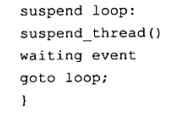 suspend loop:
suspend_thread()
waiting event
goto loop;
}